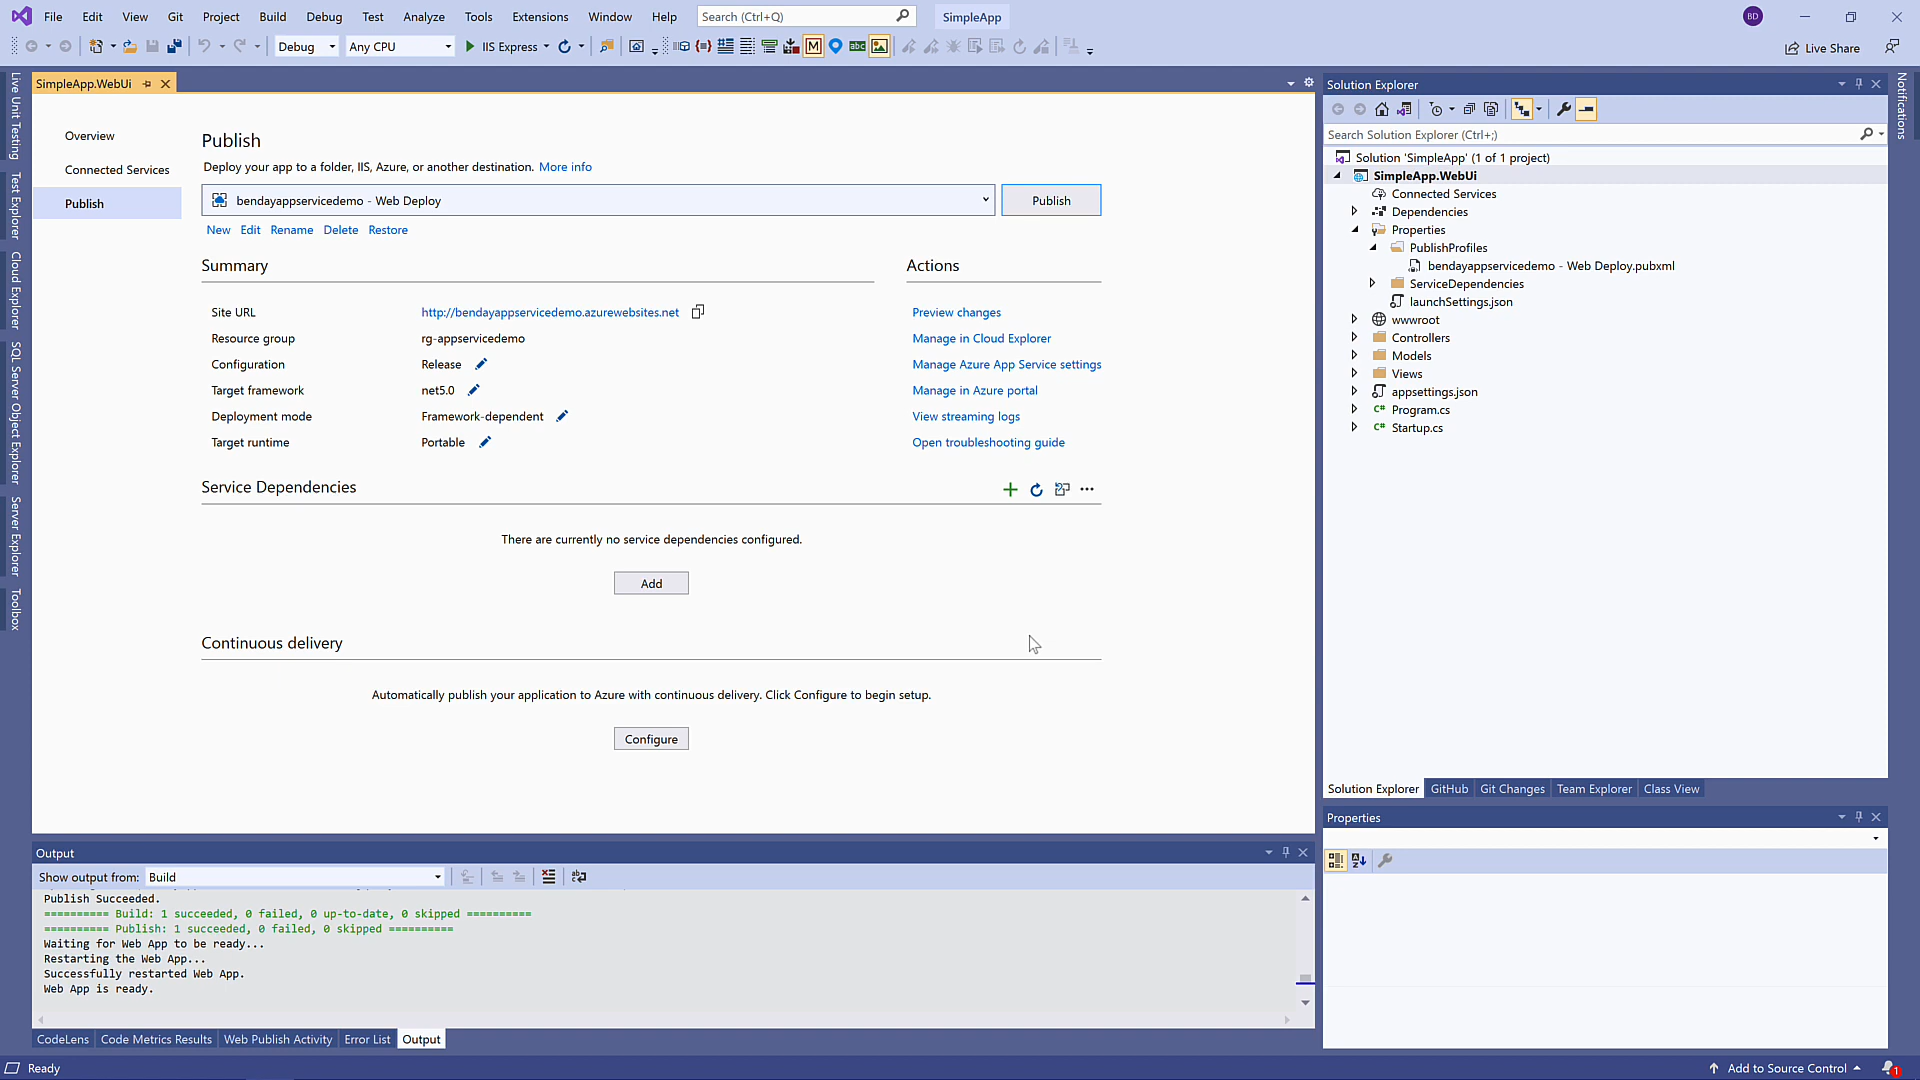 File Edit View Git Project Build Debug Test Analyze Tools Extensions Window Help Search (Ctrl+Q) SimpleApp BD
Debug Any CPU IIS Express Live Share
SimpleApp.WebUi
Overview
Connected Services
Publish
Publish
Deploy your app to a folder, IIS, Azure, or another destination. More info
bendayappservicedemo - Web Deploy Publish
New Edit Rename Delete Restore
Summary
Site URL http://bendayappservicedemo.azurewebsites.net
Resource group rg-appservicedemo
Configuration Release
Target framework net5.0
Deployment mode Framework-dependent
Target runtime Portable
Actions
Preview changes
Manage in Cloud Explorer
Manage Azure App Service settings
Manage in Azure portal
View streaming logs
Open troubleshooting guide
Service Dependencies
There are currently no service dependencies configured.
Add
Continuous delivery
Automatically publish your application to Azure with continuous delivery. Click Configure to begin setup.
Configure
Live Unit Testing
Test Explorer
Cloud Explorer
SQL Server Object Explorer
Server Explorer
Toolbox
Output
Show output from: Build
Publish Succeeded.
========== Build: 1 succeeded, 0 failed, 0 up-to-date, 0 skipped ==========
========== Publish: 1 succeeded, 0 failed, 0 skipped ==========
Waiting for Web App to be ready...
Restarting the Web App...
Successfully restarted Web App.
Web App is ready.
CodeLens Code Metrics Results Web Publish Activity Error List Output
Solution Explorer
Search Solution Explorer (Ctrl+;)
Solution 'SimpleApp' (1 of 1 project)
SimpleApp.WebUi
Connected Services
Dependencies
Properties
PublishProfiles
bendayappservicedemo - Web Deploy.pubxml
ServiceDependencies
launchSettings.json
wwwroot
Controllers
Models
Views
appsettings.json
C# Program.cs
C# Startup.cs
Solution Explorer GitHub Git Changes Team Explorer Class View
Properties
Notifications
Ready Add to Source Control 1